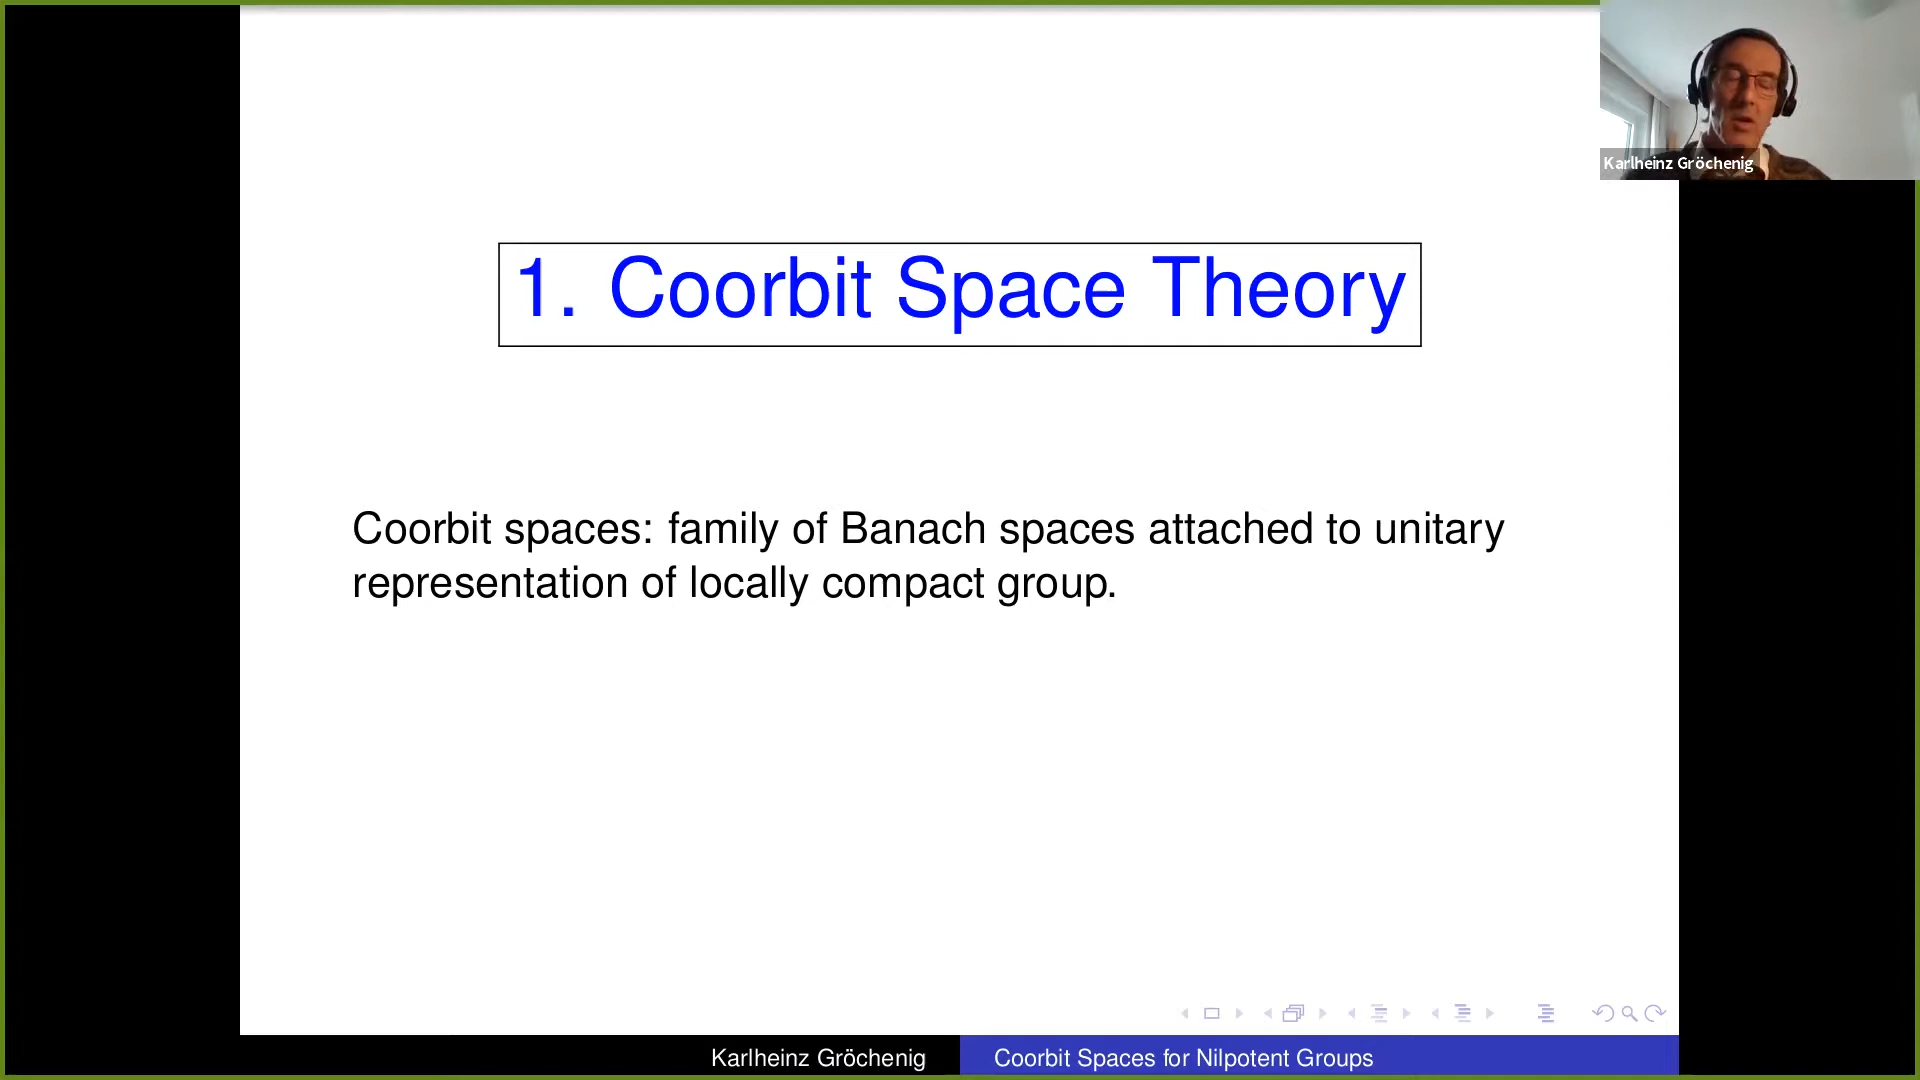 Karlheinz Gröchenig
1. Coorbit Space Theory
Coorbit spaces: family of Banach spaces attached to unitary
representation of locally compact group.
Karlheinz Gröchenig
Coorbit Spaces for Nilpotent Groups